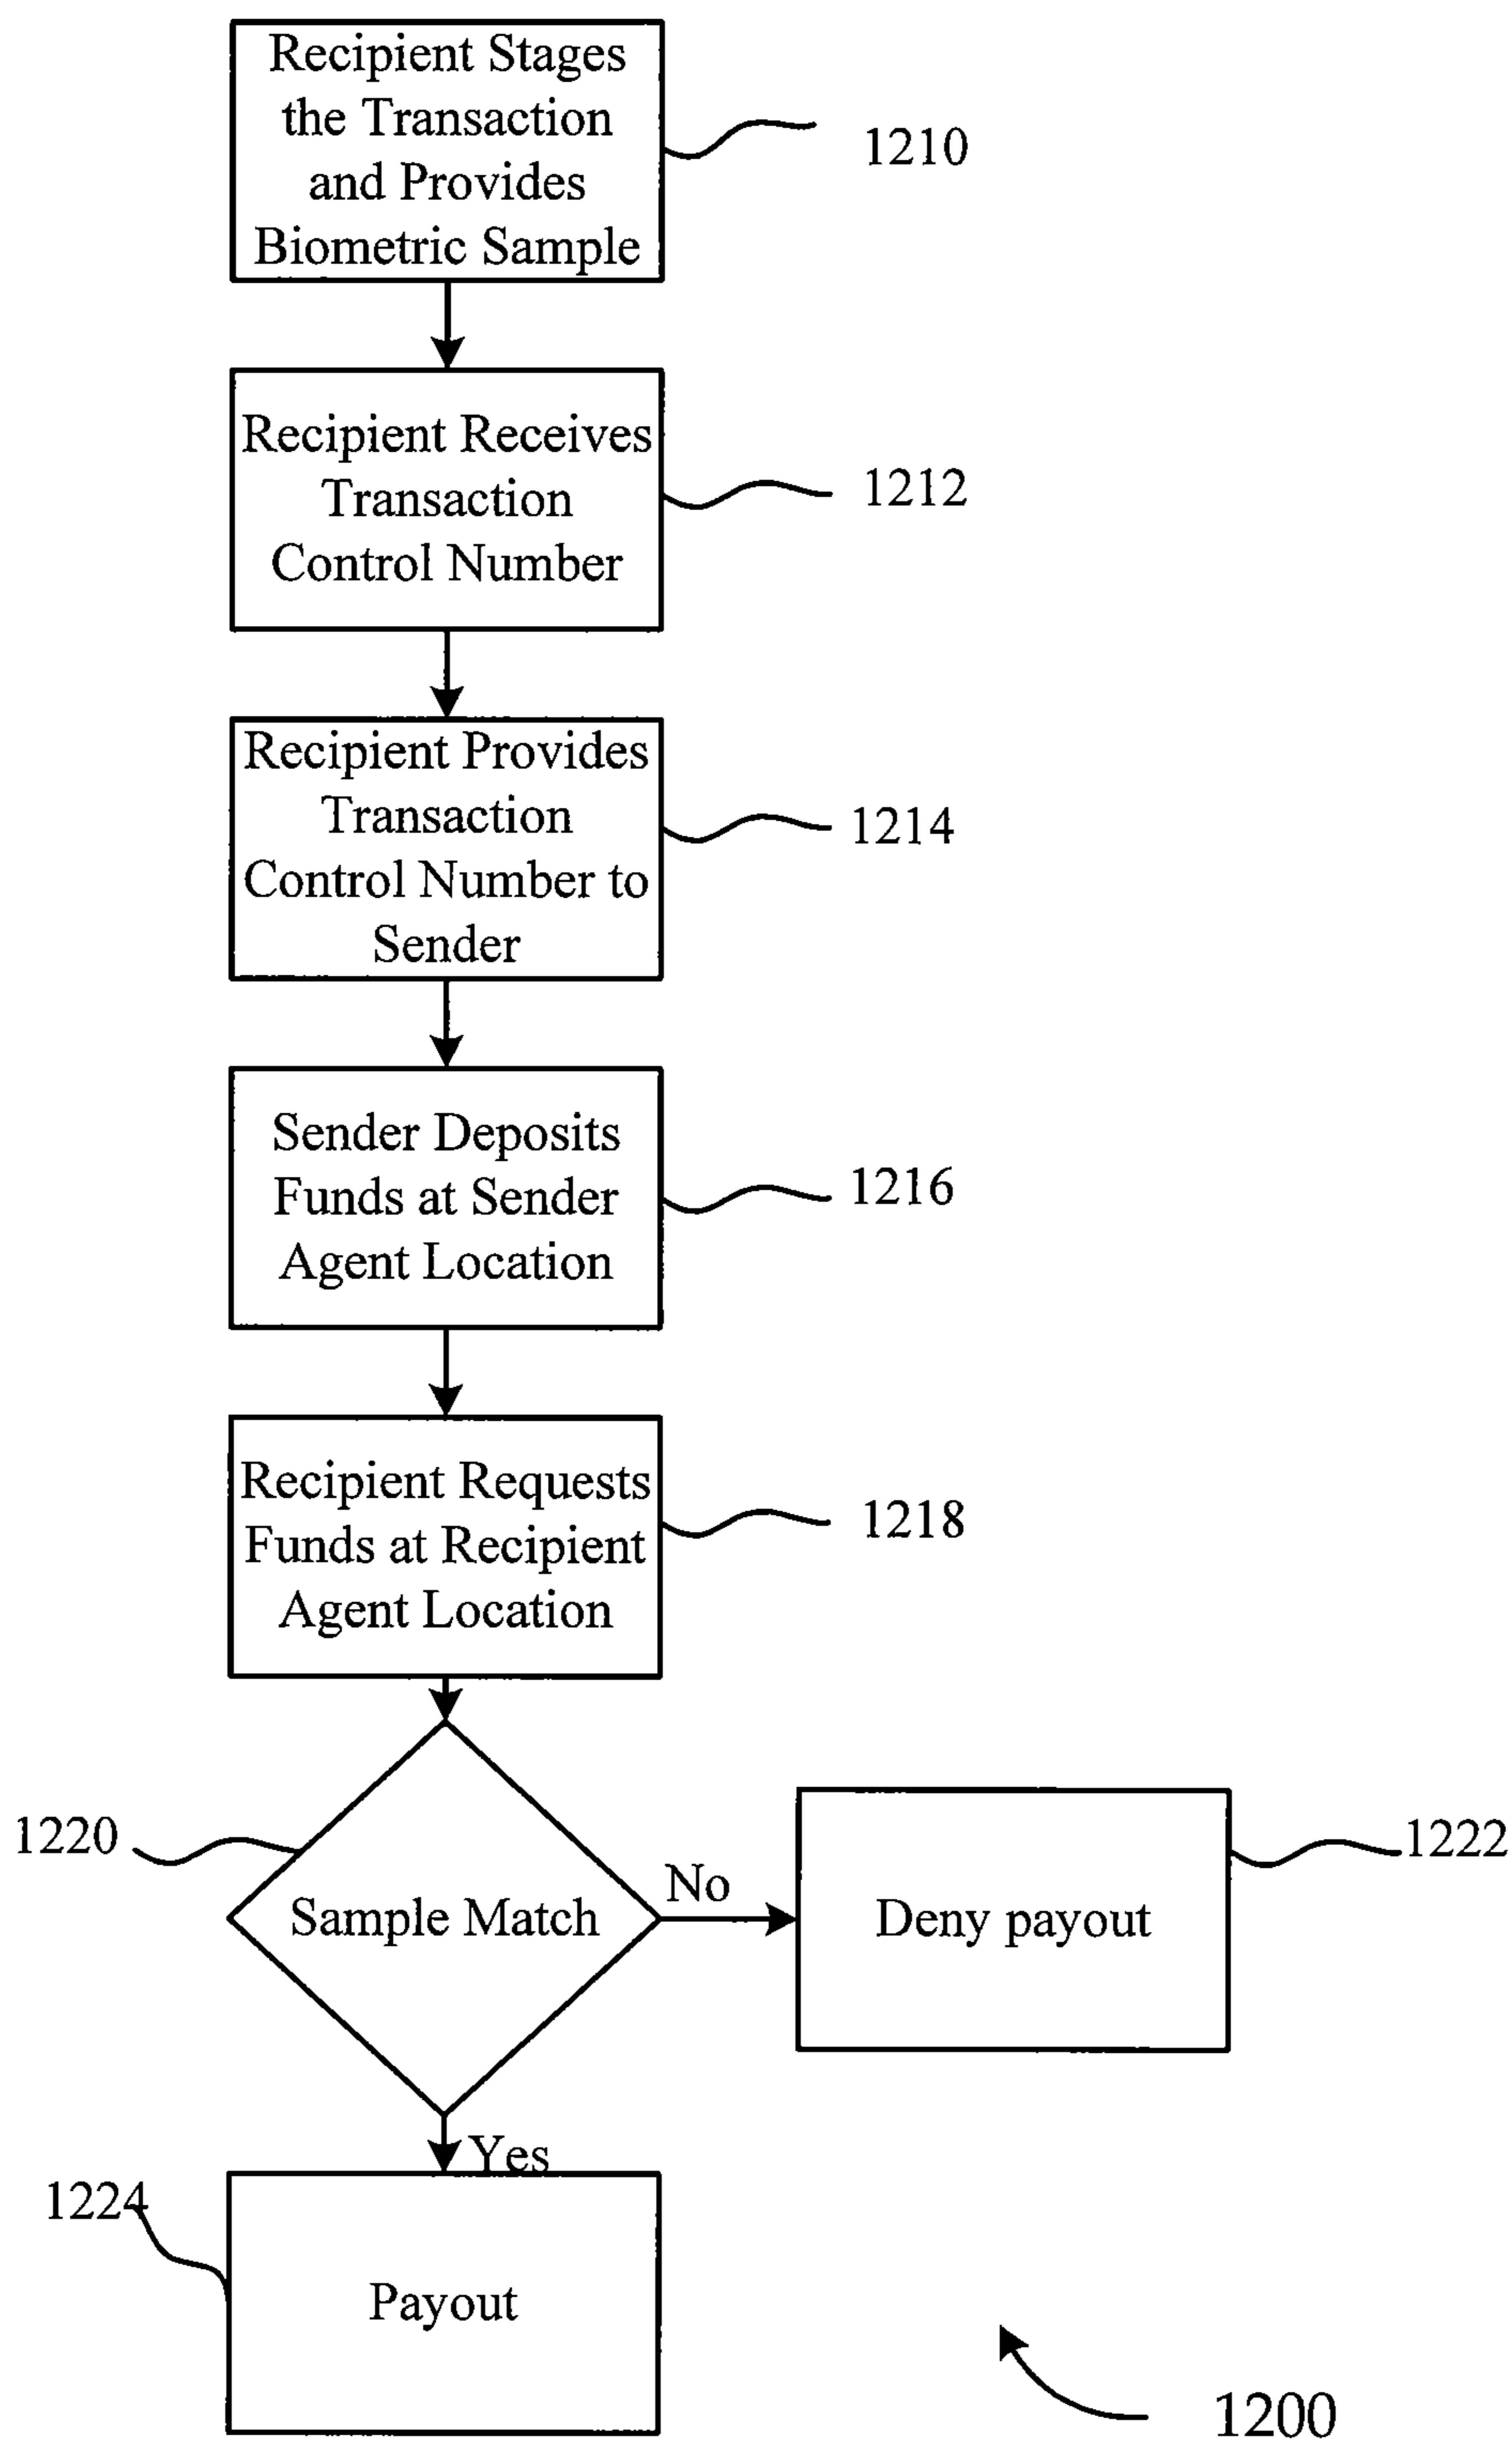 Recipient Stages
the Transaction
and Provides
Biometric Sample
1210
Recipient Receives
Transaction
Control Number
1212
Recipient Provides
Transaction
Control Number to
Sender
1214
Sender Deposits
Funds at Sender
Agent Location
1216
Recipient Requests
Funds at Recipient
Agent Location
1218
1220
Sample Match
No
Deny payout
1222
Yes
1224
Payout
1200